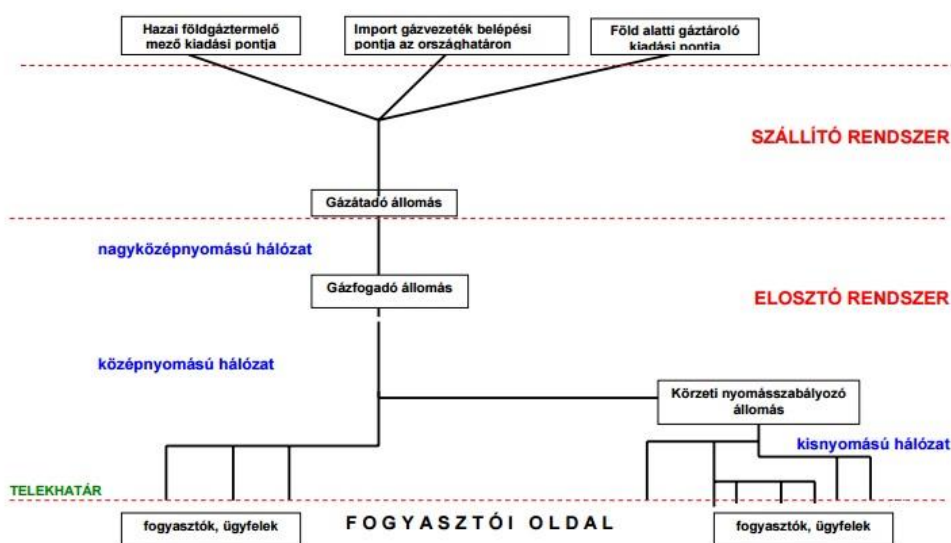 Hazai földgáztermelő
mező kiadási pontja
Import gázvezeték belépési
pontja az országhatáron
Föld alatti gáztároló
kiadási pontja
SZÁLLÍTÓ RENDSZER
Gázátadó állomás
nagyközépnyomású hálózat
Gázfogadó állomás
ELOSZTÓ RENDSZER
középnyomású hálózat
Körzeti nyomásszabályozó
állomás
kisnyomású hálózat
TELEKHATÁR
fogyasztók, ügyfelek
FOGYASZTÓI OLDAL
fogyasztók, ügyfelek